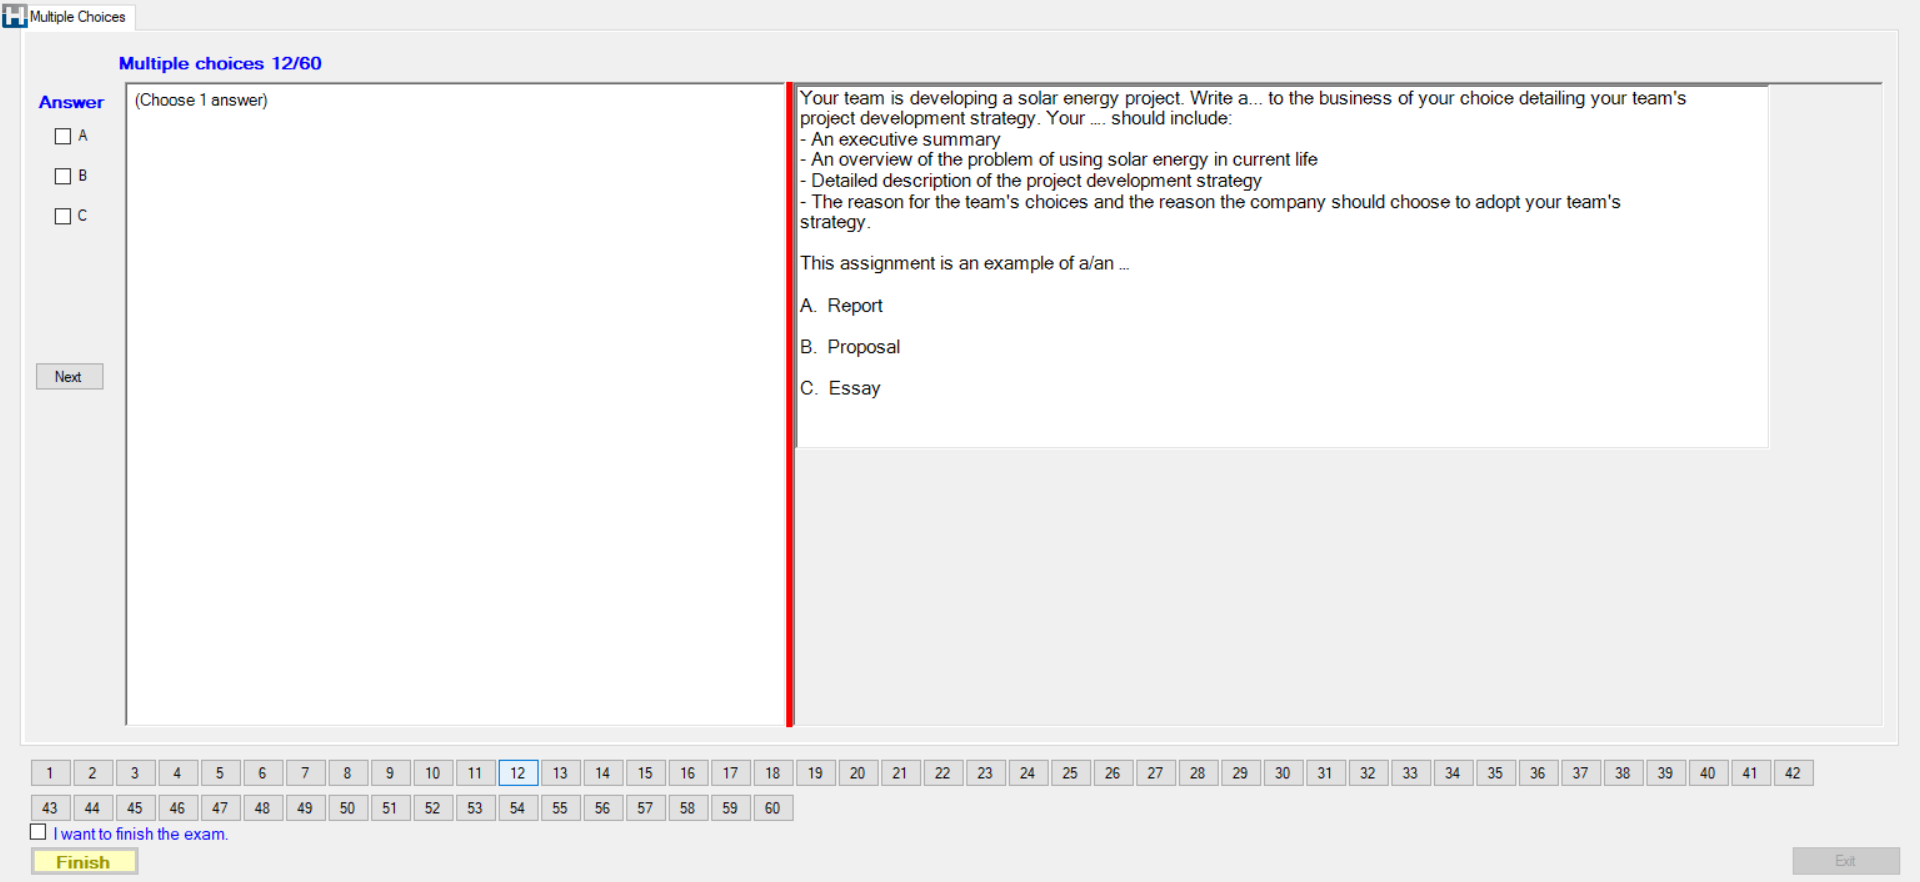 Multiple Choices
Multiple choices 12/60
Answer
A
B
C
Next
(Choose 1 answer)
Your team is developing a solar energy project. Write a... to the business of your choice detailing your team's
project development strategy. Your .... should include:
- An executive summary
- An overview of the problem of using solar energy in current life
- Detailed description of the project development strategy
- The reason for the team's choices and the reason the company should choose to adopt your team's
strategy.
This assignment is an example of a/an ...
A. Report
B. Proposal
C. Essay
1 2 3 4 5 6 7 8 9 10 11 12 13 14 15 16 17 18 19 20 21 22 23 24 25 26 27 28 29 30 31 32 33 34 35 36 37 38 39 40 41 42
43 44 45 46 47 48 49 50 51 52 53 54 55 56 57 58 59 60
I want to finish the exam.
Finish
Exit